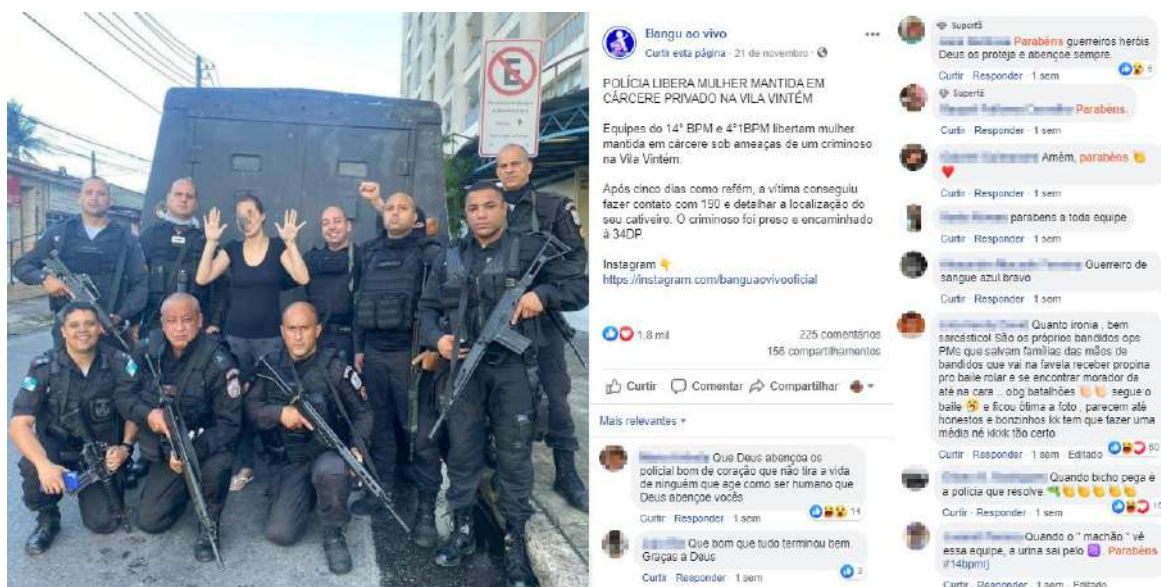 E
Bangu ao vivo
Curtir esta página · 21 de novembro ·
POLÍCIA LIBERA MULHER MANTIDA EM
CÁRCERE PRIVADO NA VILA VINTÉM
Equipes do 14° BPM e 4°1BPM libertam mulher
mantida em cárcere sob ameaças de um criminoso
na Vila Vintém.
Após cinco dias como refém, a vítima conseguiu
fazer contato com 190 e detalhar a localização do
seu cativeiro. O criminoso foi preso e encaminhado
à 34DP.
Instagram 👇
https://instagram.com/banguaovivooficial
1.8 mil
225 comentários
156 compartilhamentos
Curtir Comentar Compartilhar
Mais relevantes
Que Deus abençoa os
policial bom de coração que não tira a vida
de ninguém que age como ser humano que
Deus abençoe vocês
14
Curtir · Responder · 1 sem
Que bom que tudo terminou bem.
Graças a Deus
3
Curtir · Responder · 1 sem
Superfã
Parabéns guerreiros heróis
Deus os proteja e abençoe sempre.
Curtir · Responder · 1 sem
Superfã
Parabéns.
Curtir · Responder · 1 sem
Amém, parabéns 👏
❤️
Curtir · Responder · 1 sem
parabens a toda equipe
Curtir · Responder · 1 sem
Guerreiro de
sangue azul.bravo
Curtir · Responder · 1 sem
Quanto ironia , bem
sarcástico! São os próprios bandidos ops
PMs que salvam famílias das mãos de
bandidos que vai na favela receber propina
pro baile rolar e se encontrar morador da
até na cara .. obg batalhões 👏🏻👏🏻 segue o
baile e ficou ótima a foto , parecem até
honestos e bonzinhos kk tem que fazer uma
média né kkkk tão certo
60
Curtir · Responder · 1 sem · Editado
Quando bicho pega é
a polícia que resolve. 🔫👏👏👏👏👏
Curtir · Responder · 1 sem
Quando o " machão " vê
essa equipe, a urina sai pelo . Parabéns
#14bpmrj
Curtir · Responder · 1 sem · Editado